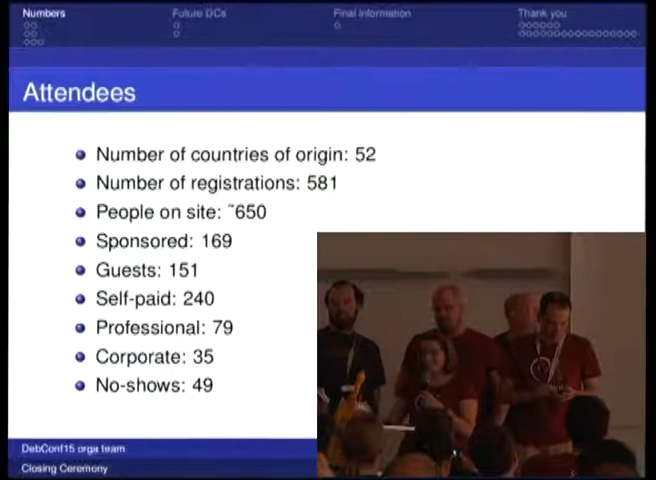 Numbers
Future DCs
Final information
Thank you
Attendees
Number of countries of origin: 52
Number of registrations: 581
People on site: ~650
Sponsored: 169
Guests: 151
Self-paid: 240
Professional: 79
Corporate: 35
No-shows: 49
DebConf15 orga team
Closing Ceremony